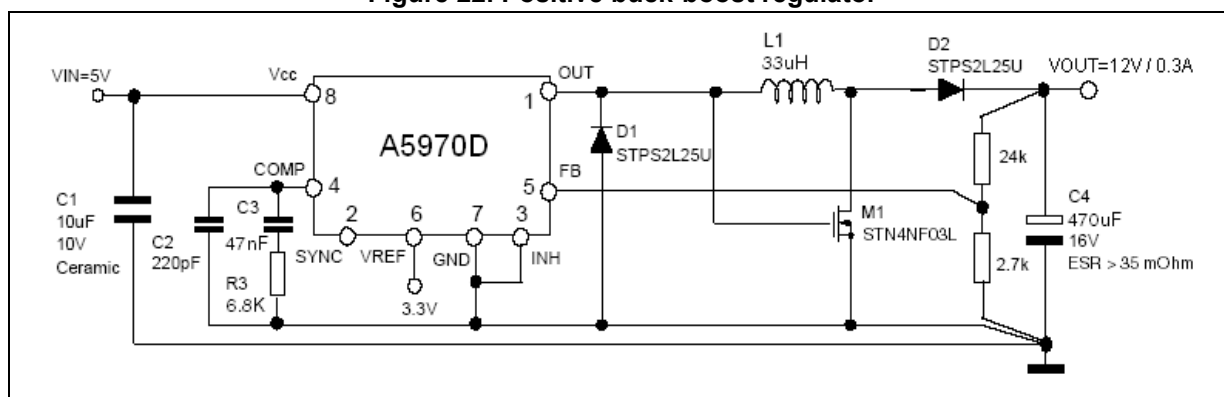 Figure 22. Positive buck-boost regulator
VIN=5V
Vcc
8
OUT
1
L1
33uH
D2
STPS2L25U
VOUT=12V / 0.3A
A5970D
D1
STPS2L25U
FB
5
24k
COMP
4
C1
10uF
10V
Ceramic
C2
220pF
C3
47nF
R3
6.8K
2
SYNC
6
VREF
7
GND
3
INH
3.3V
M1
STN4NF03L
2.7k
C4
470uF
16V
ESR > 35 mOhm